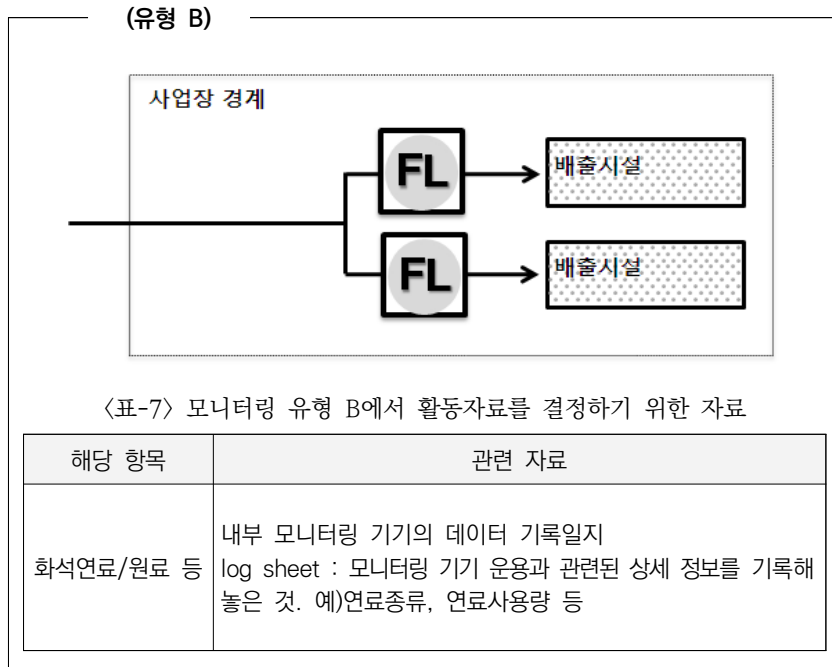 (유형 B)
사업장 경계
FL
배출시설
FL
배출시설
〈표-7〉 모니터링 유형 B에서 활동자료를 결정하기 위한 자료
해당 항목
관련 자료
화석연료/원료 등
내부 모니터링 기기의 데이터 기록일지
log sheet : 모니터링 기기 운용과 관련된 상세 정보를 기록해
놓은 것. 예)연료종류, 연료사용량 등